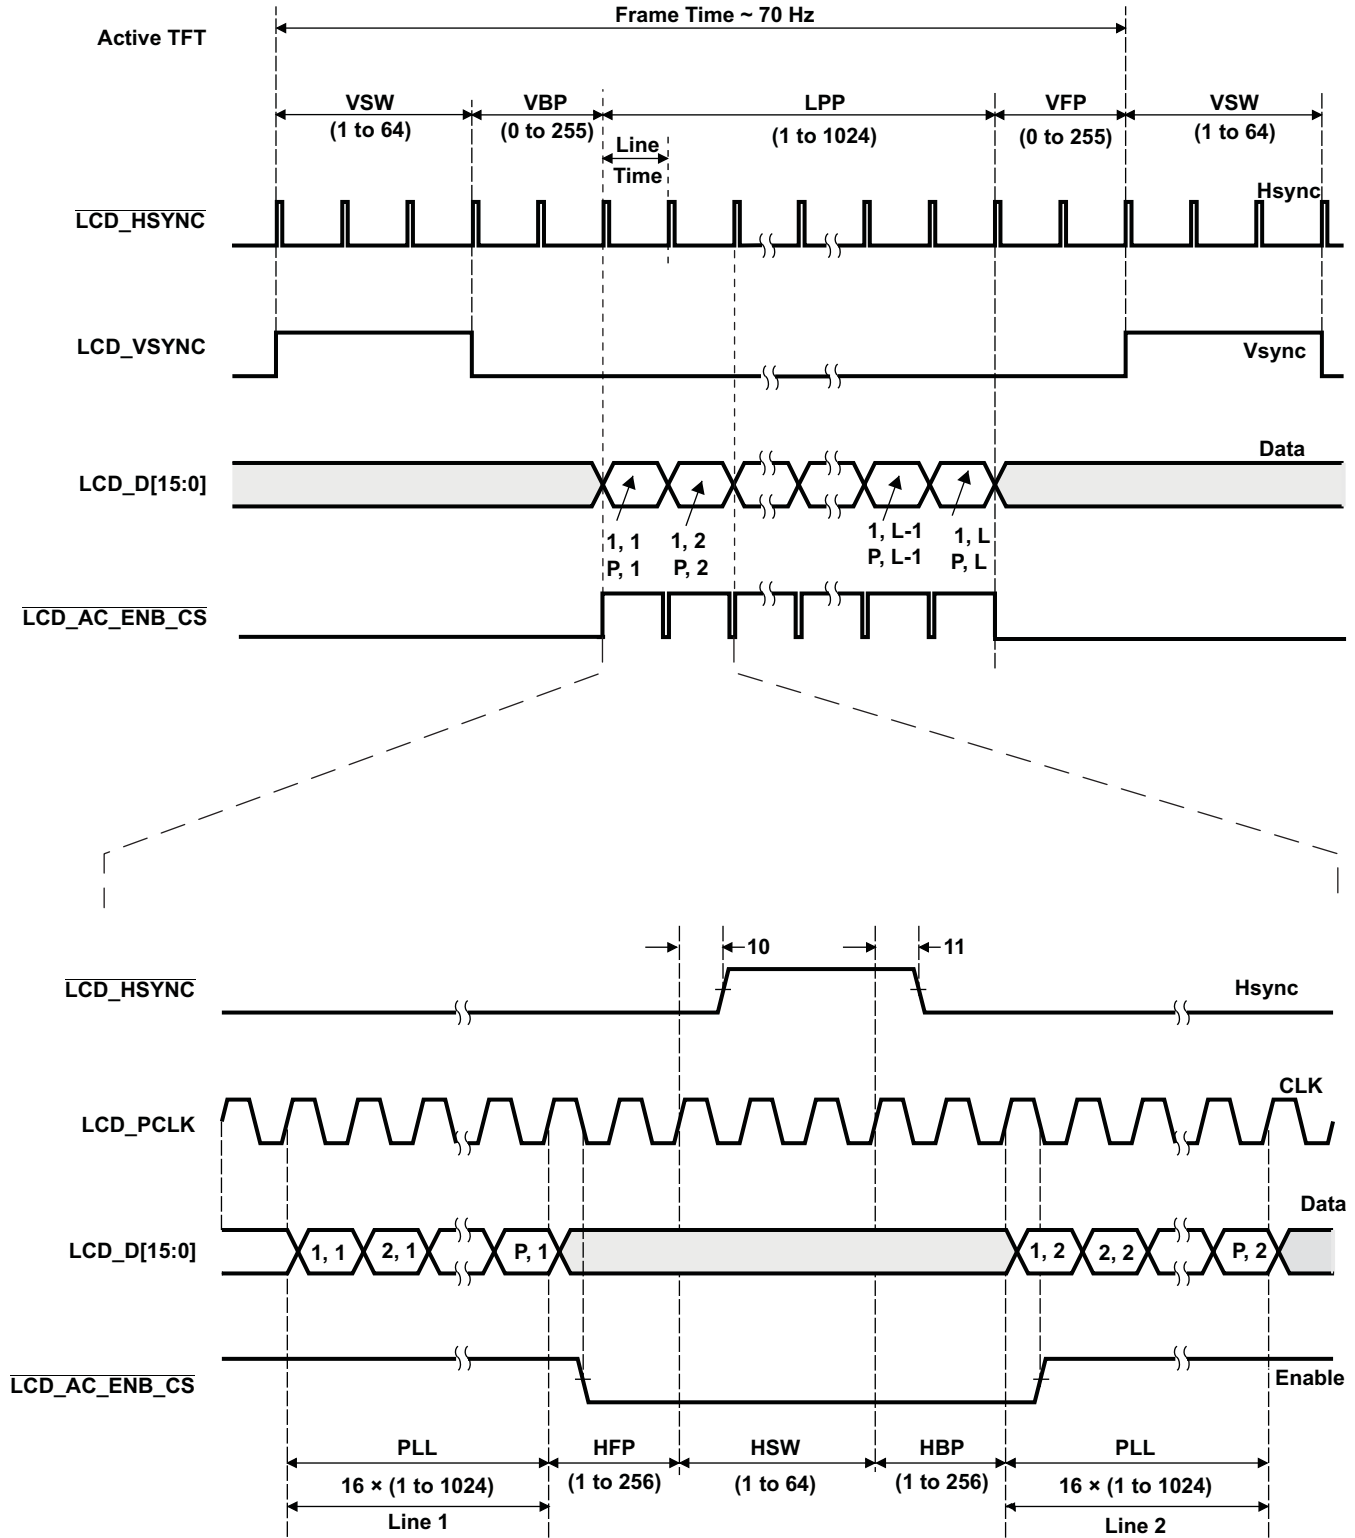 Frame Time ~ 70 Hz
Active TFT
VSW
(1 to 64)
VBP
(0 to 255)
LPP
(1 to 1024)
VFP
(0 to 255)
VSW
(1 to 64)
Line
Time
LCD_HSYNC
Hsync
LCD_VSYNC
Vsync
LCD_D[15:0]
Data
1, 1
P, 1
1, 2
P, 2
1, L-1
P, L-1
1, L
P, L
LCD_AC_ENB_CS
10
11
LCD_HSYNC
Hsync
LCD_PCLK
CLK
LCD_D[15:0]
Data
1, 1
2, 1
P, 1
1, 2
2, 2
P, 2
LCD_AC_ENB_CS
Enable
PLL
16 × (1 to 1024)
Line 1
HFP
(1 to 256)
HSW
(1 to 64)
HBP
(1 to 256)
PLL
16 × (1 to 1024)
Line 2